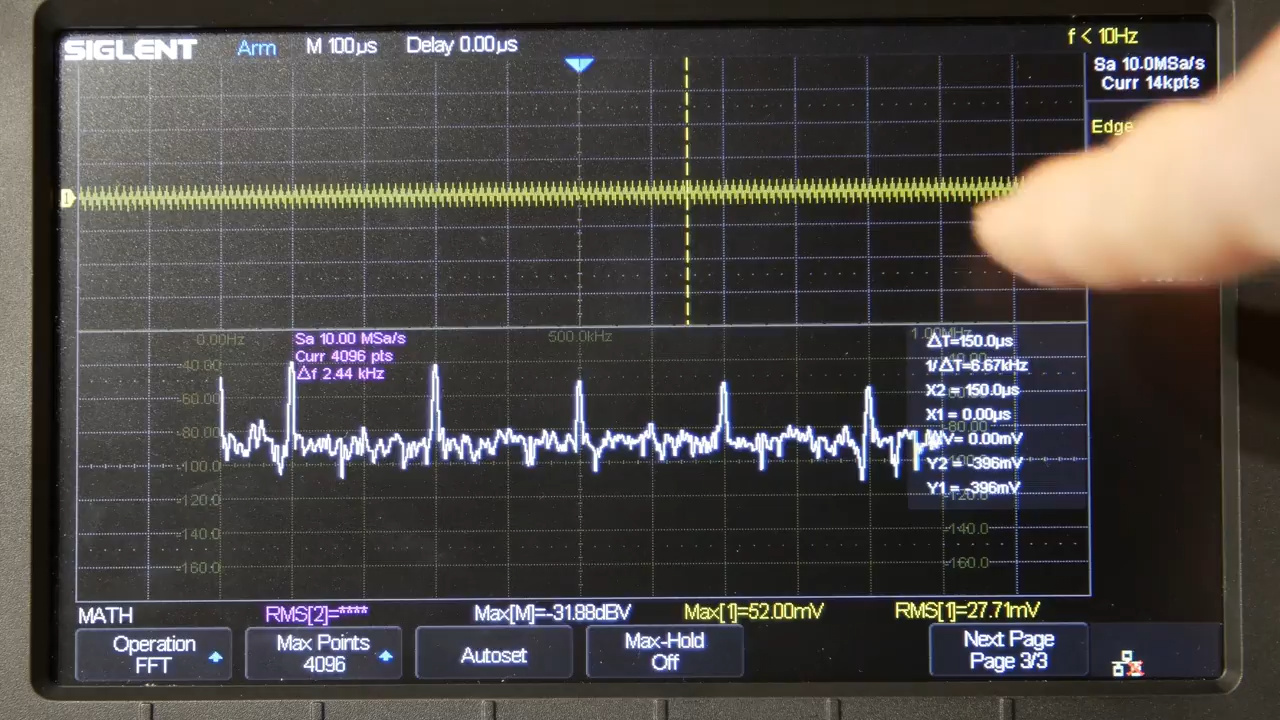 SIGLENT Arm M 100µs Delay 0.00µs f < 10Hz
Sa 10.0MSa/s
Curr 14kpts
Edge
1
0.00Hz 500.0kHz 1.00MHz
Sa 10.00 MSa/s
Curr 4096 pts
Δf 2.44 kHz
-40.00
-60.00
-80.00
-100.0
-120.0
-140.0
-160.0
ΔT=150.0µs
1/ΔT=6.67kHz
X2 = 150.0µs
X1 = 0.00µs
ΔV= 0.00mV
Y2 = -396mV
Y1 = -396mV
-80.00
-120.0
-140.0
-160.0
MATH RMS[2]=**** Max[M]=-31.88dBV Max[1]=52.00mV RMS[1]=27.71mV
Operation
FFT
Max Points
4096
Autoset
Max-Hold
Off
Next Page
Page 3/3